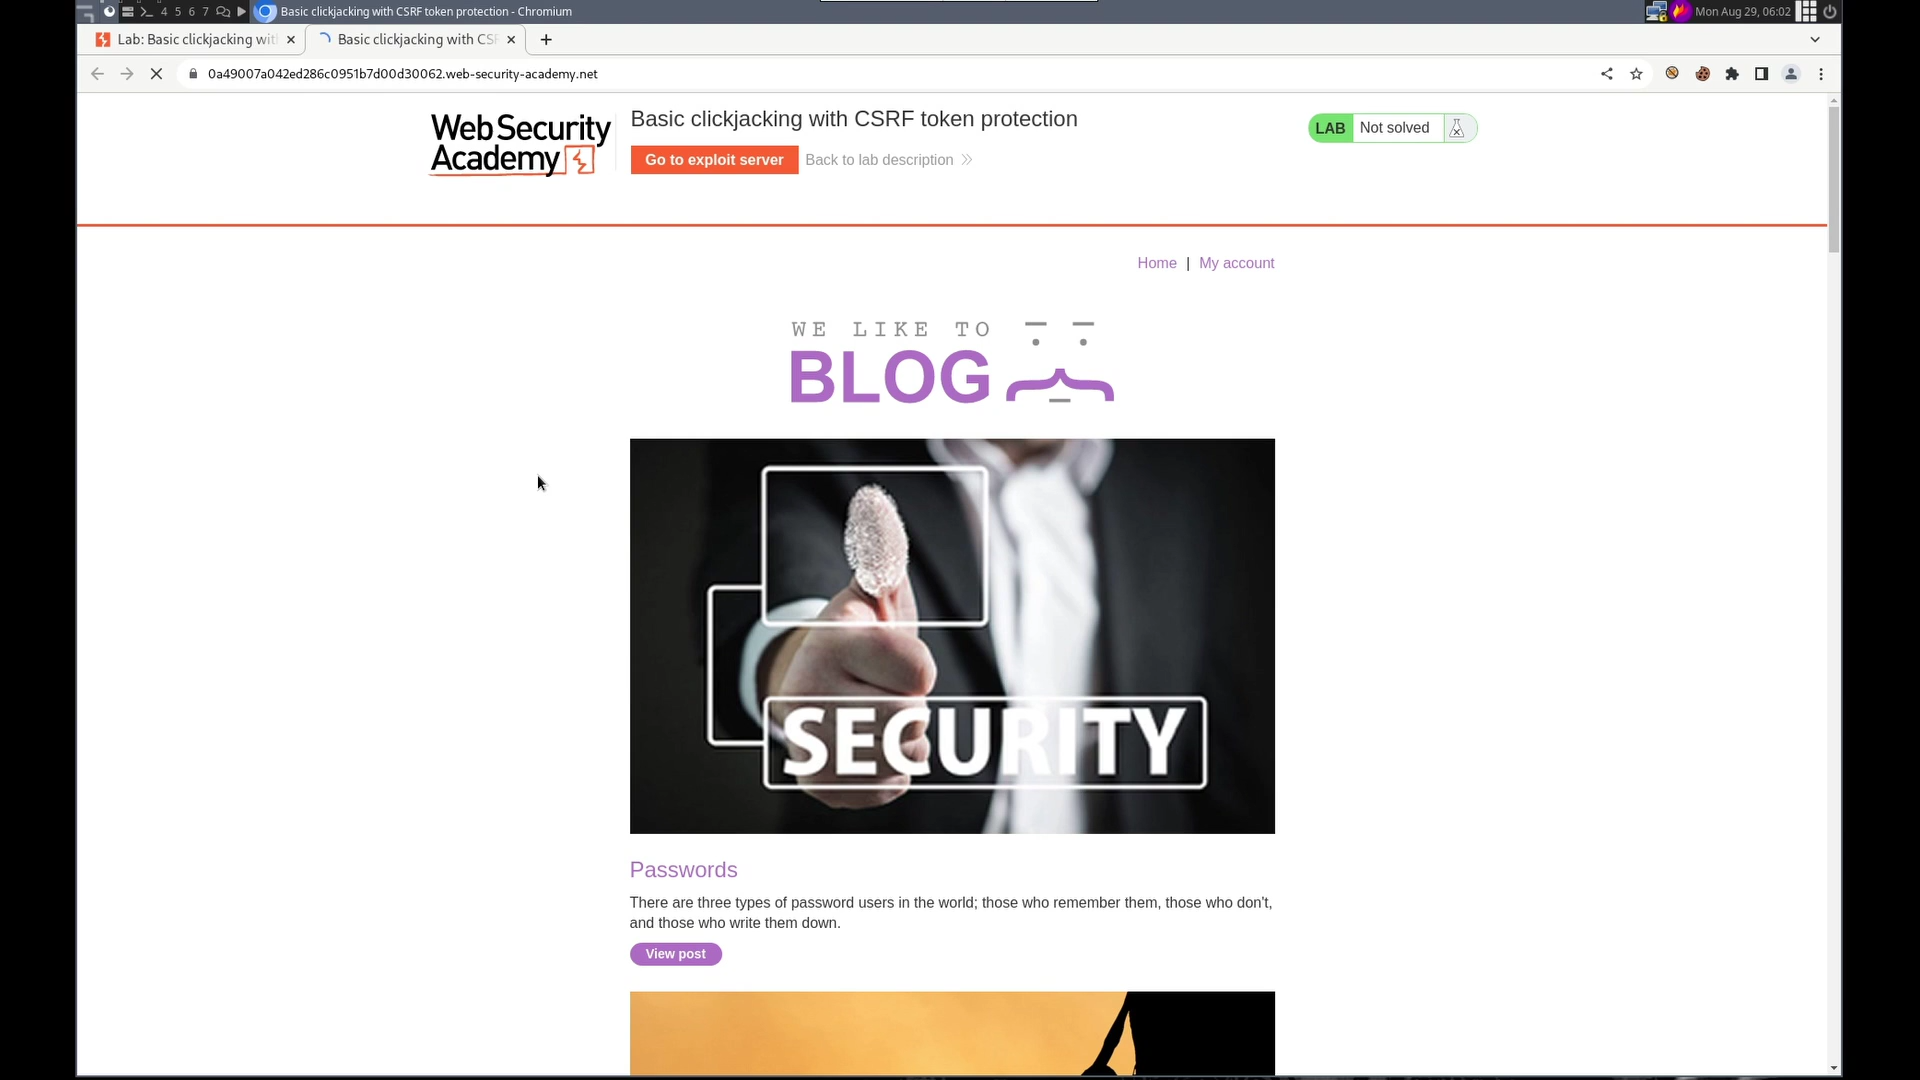 4 5 6 7
Basic clickjacking with CSRF token protection - Chromium
Mon Aug 29, 06:02
Lab: Basic clickjacking wit
Basic clickjacking with CS
0a49007a042ed286c0951b7d00d30062.web-security-academy.net
Web Security
Academy
Basic clickjacking with CSRF token protection
Go to exploit server
Back to lab description
LAB
Not solved
Home | My account
WE LIKE TO
BLOG
SECURITY
Passwords
There are three types of password users in the world; those who remember them, those who don't,
and those who write them down.
View post